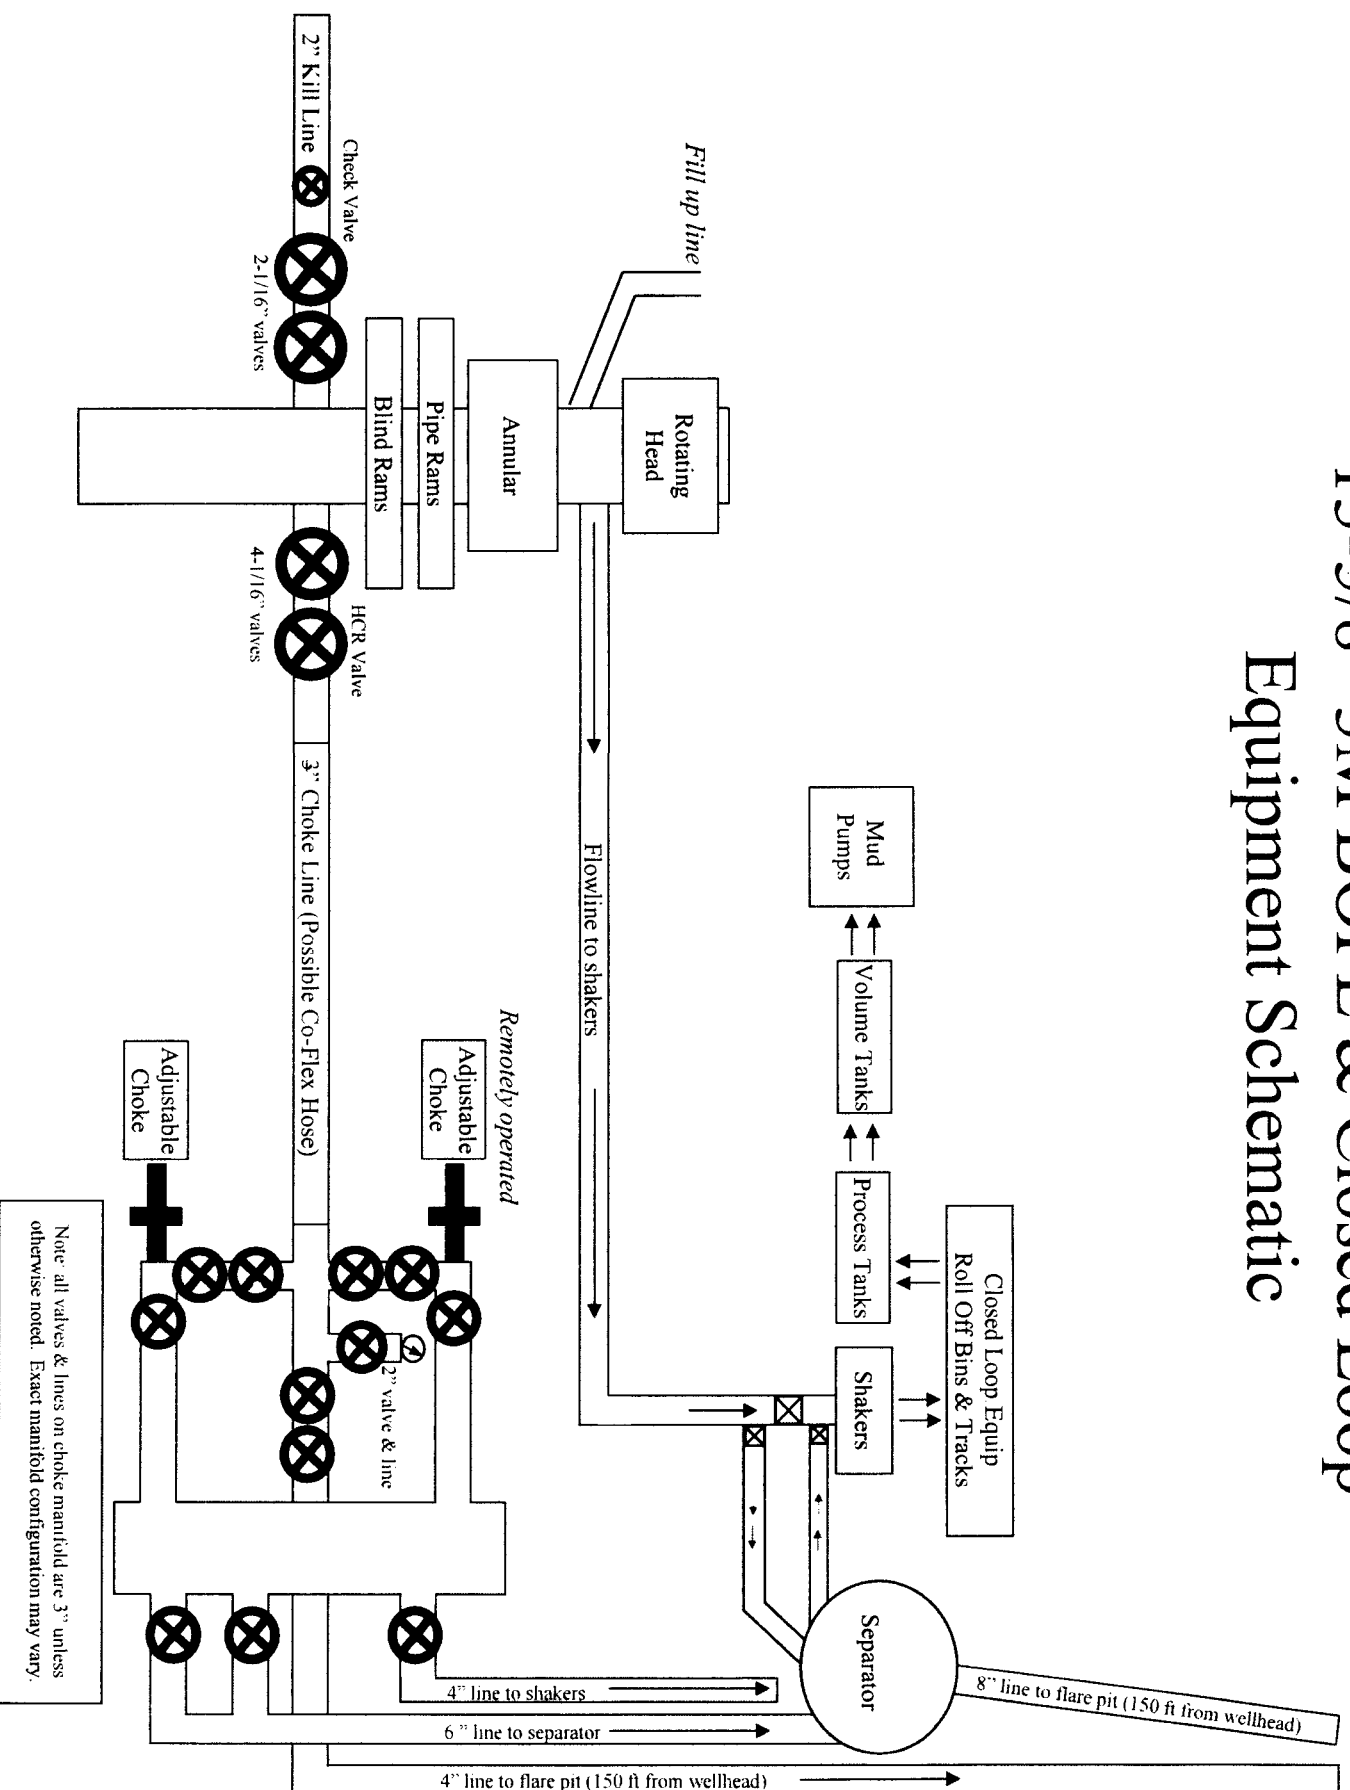 Equipment Schematic
Fill up line
Rotating
Head
Annular
Pipe Rams
Blind Rams
2” Kill Line
Check Valve
2-1/16” valves
HCR Valve
4-1/16” valves
3” Choke Line (Possible Co-Flex Hose)
Flowline to shakers
Mud
Pumps
Volume Tanks
Process Tanks
Closed Loop Equip
Roll Off Bins & Tracks
Shakers
Separator
8” line to flare pit (150 ft from wellhead)
Remotely operated
Adjustable
Choke
Adjustable
Choke
2” valve & line
4” line to shakers
6” line to separator
4” line to flare pit (150 ft from wellhead)
Note: all valves & lines on choke manifold are 3” unless
otherwise noted. Exact manifold configuration may vary.